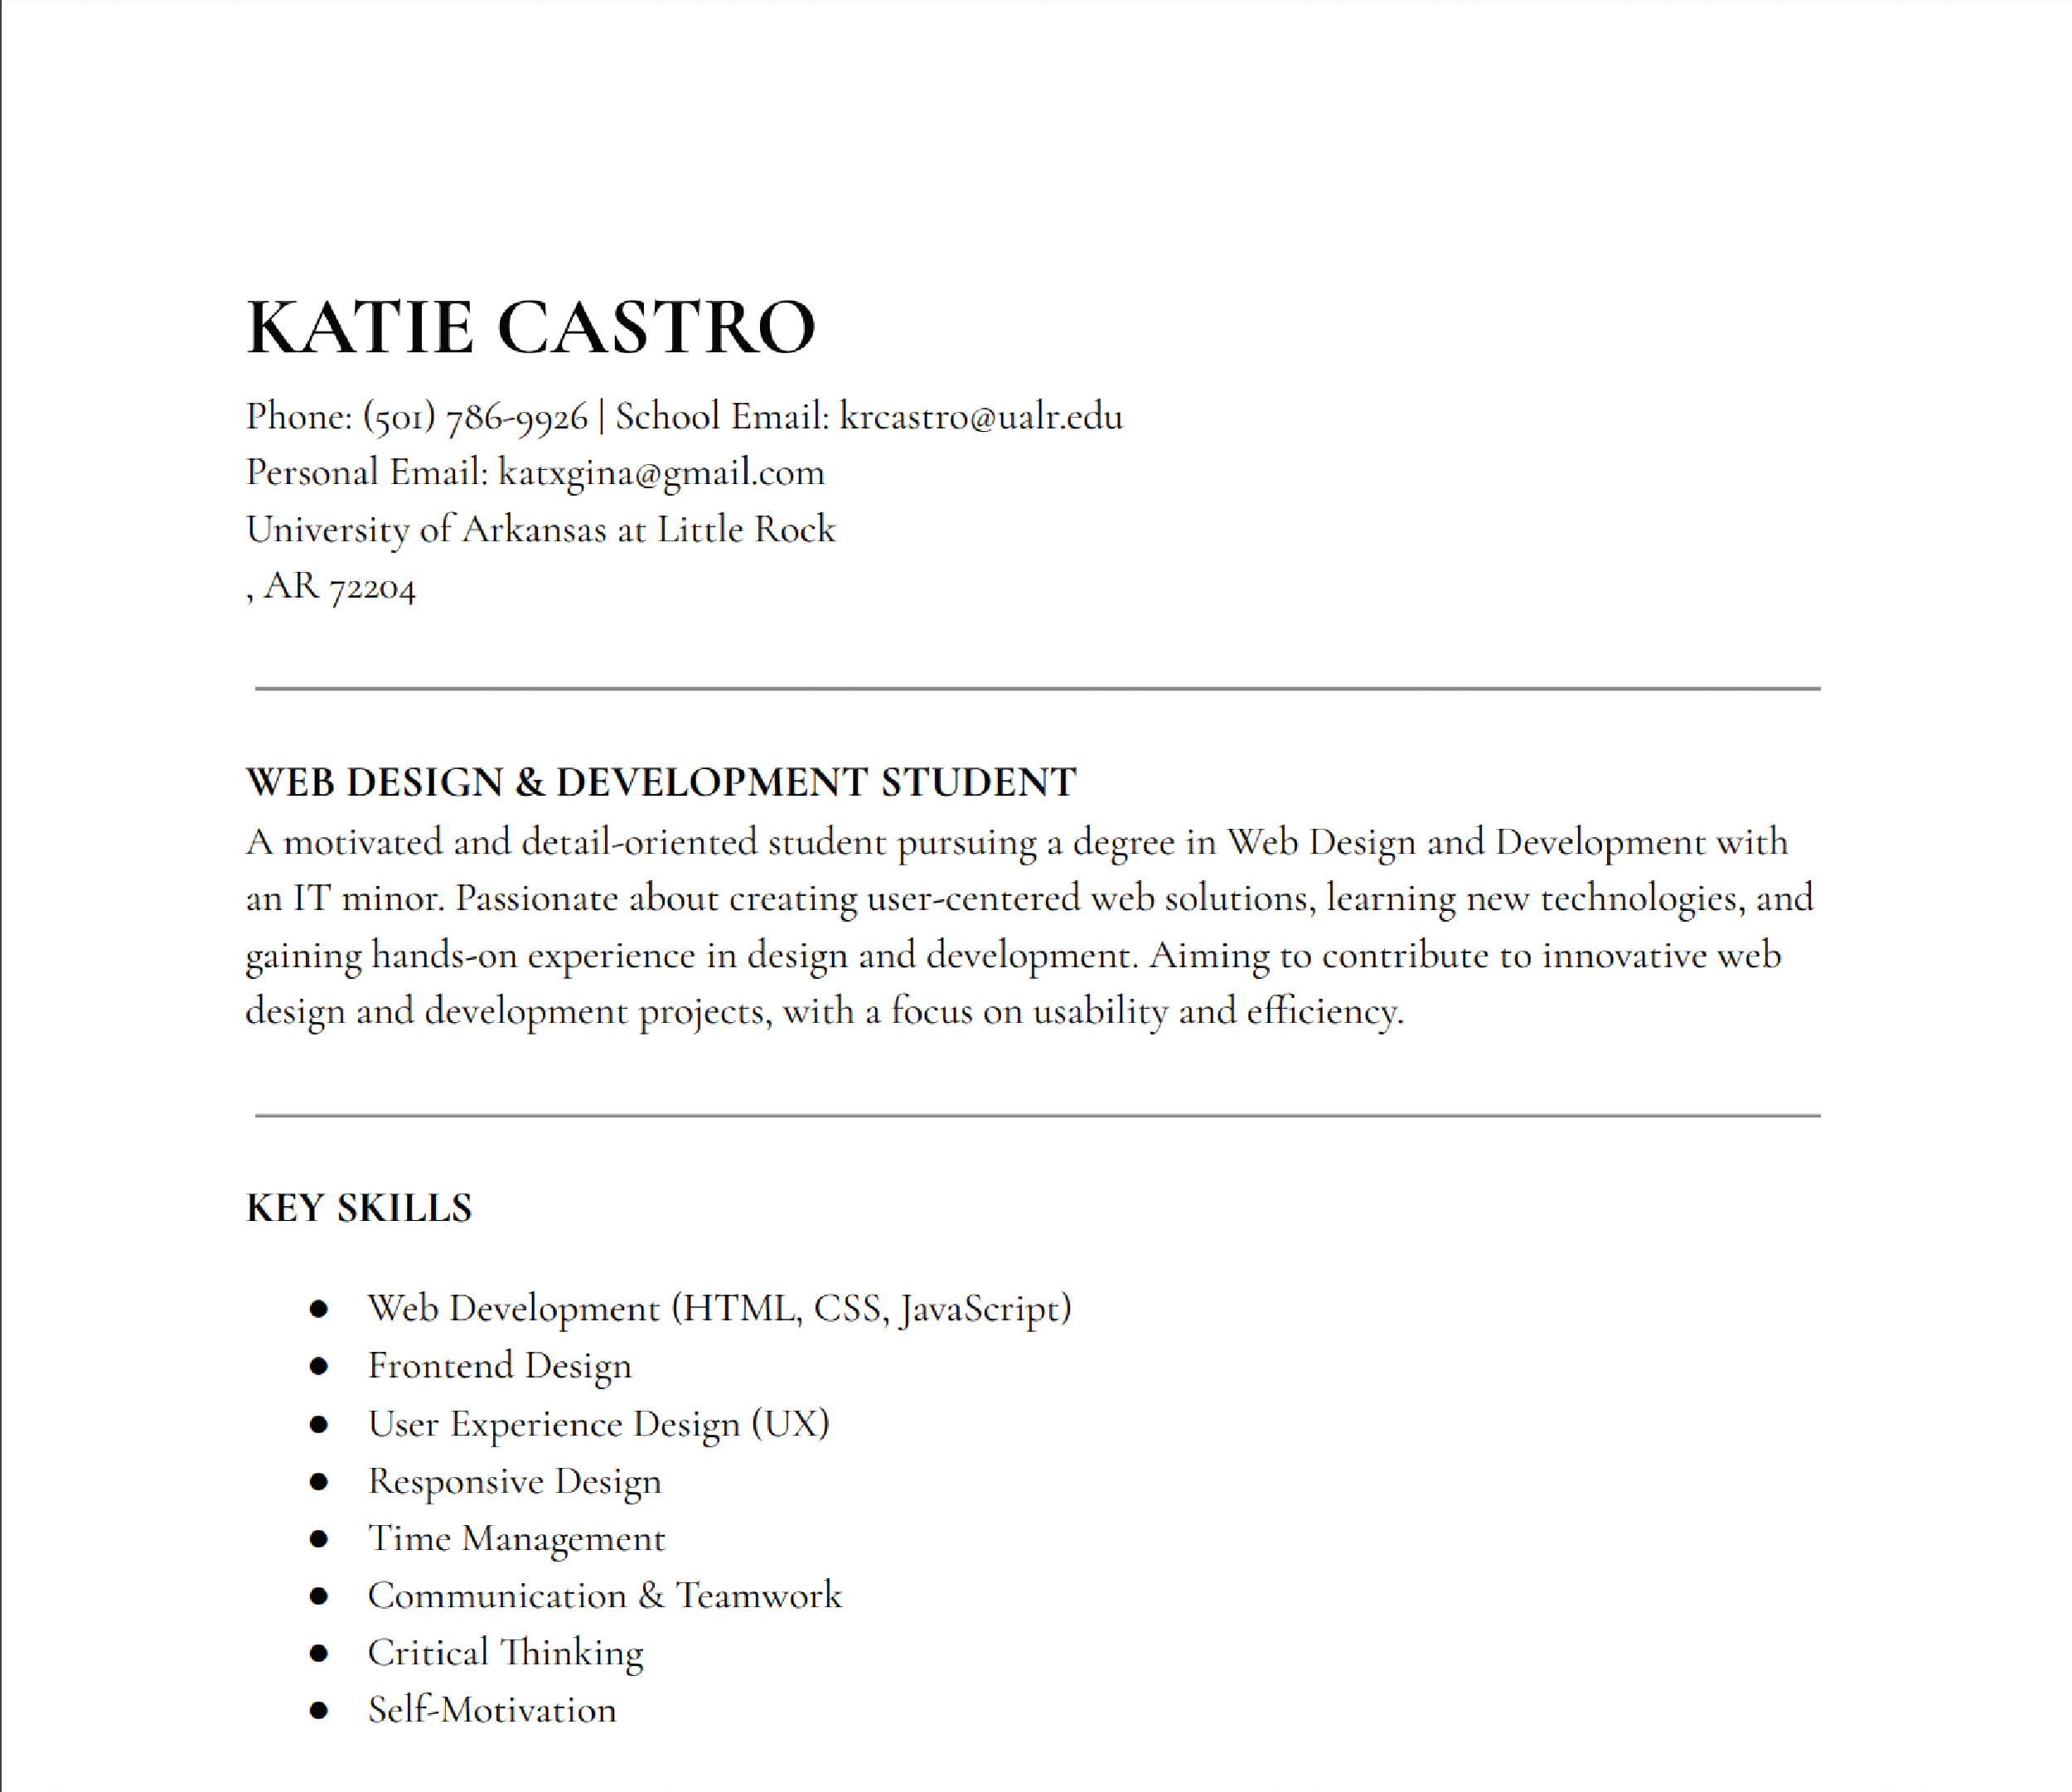 KATIE CASTRO
Phone: (501) 786-9926 | School Email: krcastro@ualr.edu
Personal Email: katxgina@gmail.com
University of Arkansas at Little Rock
, AR 72204
WEB DESIGN & DEVELOPMENT STUDENT
A motivated and detail-oriented student pursuing a degree in Web Design and Development with
an IT minor. Passionate about creating user-centered web solutions, learning new technologies, and
gaining hands-on experience in design and development. Aiming to contribute to innovative web
design and development projects, with a focus on usability and efficiency.
KEY SKILLS
● Web Development (HTML, CSS, JavaScript)
● Frontend Design
● User Experience Design (UX)
● Responsive Design
● Time Management
● Communication & Teamwork
● Critical Thinking
● Self-Motivation